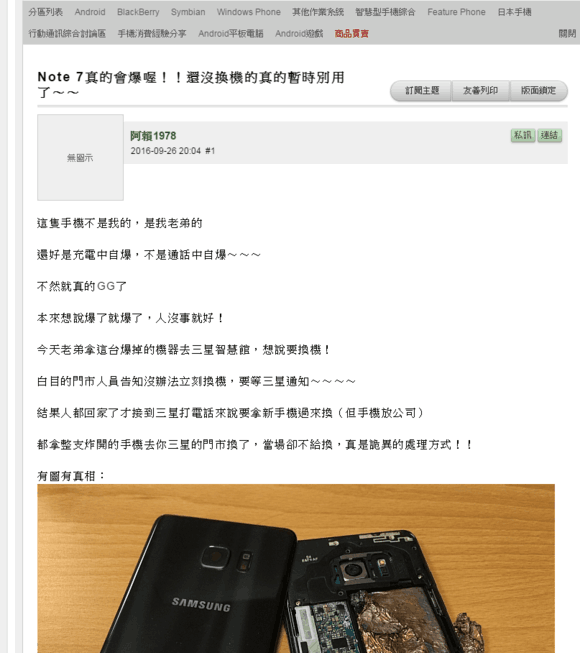 分區列表 Android BlackBerry Symbian Windows Phone 其他作業系統 智慧型手機綜合 Feature Phone 日本手機
行動通訊綜合討論區 手機消費經驗分享 Android平板電腦 Android遊戲 商品買賣 關閉
Note 7真的會爆喔！！還沒換機的真的暫時別用
了～～
訂閱主題 友善列印 版面鎖定
無圖示
阿賴1978 私訊 連結
2016-09-26 20:04 #1
這隻手機不是我的，是我老弟的
還好是充電中自爆，不是通話中自爆～～～
不然就真的GG了
本來想說爆了就爆了，人沒事就好！
今天老弟拿這台爆掉的機器去三星智慧館，想說要換機！
白目的門市人員告知沒辦法立刻換機，要等三星通知～～～～
結果人都回家了才接到三星打電話來說要拿新手機過來換（但手機放公司）
都拿整支炸開的手機去你三星的門市換了，當場卻不給換，真是詭異的處理方式！！
有圖有真相：
SAMSUNG